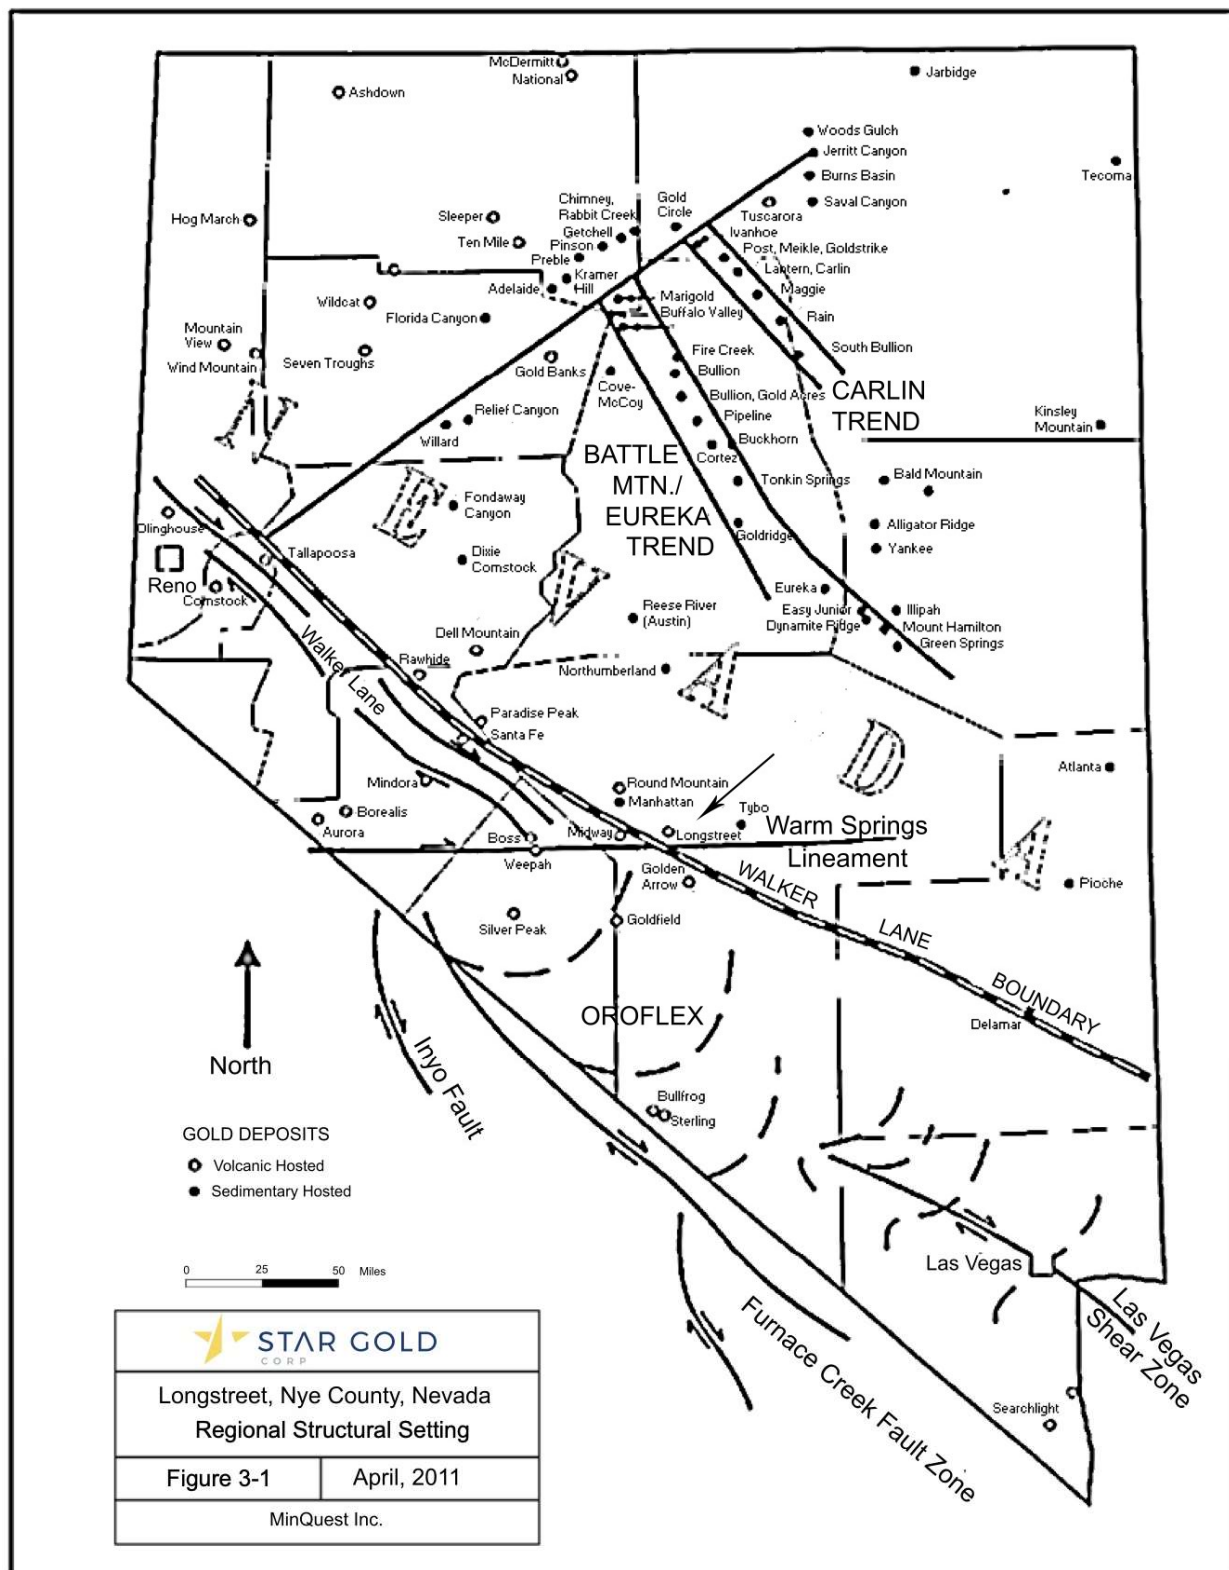 McDermitt
National
Jarbidge
Ashdown
Woods Gulch
Jerritt Canyon
Tecoma
Burns Basin
Chimney,
Rabbit Creek
Gold
Circle
Saval Canyon
Tuscarora
Hog March
Sleeper
Getchell
Ivanhoe
Ten Mile
Pinson
Post, Meikle, Goldstrike
Preble
Lantern, Carlin
Kramer
Hill
Adelaide
Maggie
Marigold
Wildcat
Buffalo Valley
Florida Canyon
Rain
Mountain
View
South Bullion
Wind Mountain
Seven Troughs
Gold Banks
Fire Creek
Cove-
McCoy
Bullion
CARLIN
TREND
Bullion, Gold Acres
Relief Canyon
Pipeline
Kinsley
Mountain
Willard
Buckhorn
Cortez
BATTLE
MTN./
EUREKA
TREND
Tonkin Springs
Bald Mountain
N
E
V
A
D
A
Fondaway
Canyon
Olinghouse
Goldridge
Alligator Ridge
Tallapoosa
Dixie
Comstock
Yankee
Reno
Comstock
Eureka
Reese River
(Austin)
Easy Junior
Illipah
Dynamite Ridge
Mount Hamilton
Green Springs
Dell Mountain
Walker Lane
Rawhide
Northumberland
Paradise Peak
Santa Fe
Atlanta
Mindora
Round Mountain
Manhattan
Borealis
Tybo
Aurora
Boss
Midway
Longstreet
Warm Springs
Lineament
Weepah
Golden
Arrow
WALKER
LANE
BOUNDARY
Pioche
Silver Peak
Goldfield
OROFLEX
Delamar
North
Inyo Fault
Bullfrog
Sterling
GOLD DEPOSITS
Volcanic Hosted
Sedimentary Hosted
Las Vegas
0 25 50 Miles
Las Vegas
Shear Zone
Furnace Creek Fault Zone
Searchlight
STAR GOLD
CORP
Longstreet, Nye County, Nevada
Regional Structural Setting
Figure 3-1
April, 2011
MinQuest Inc.